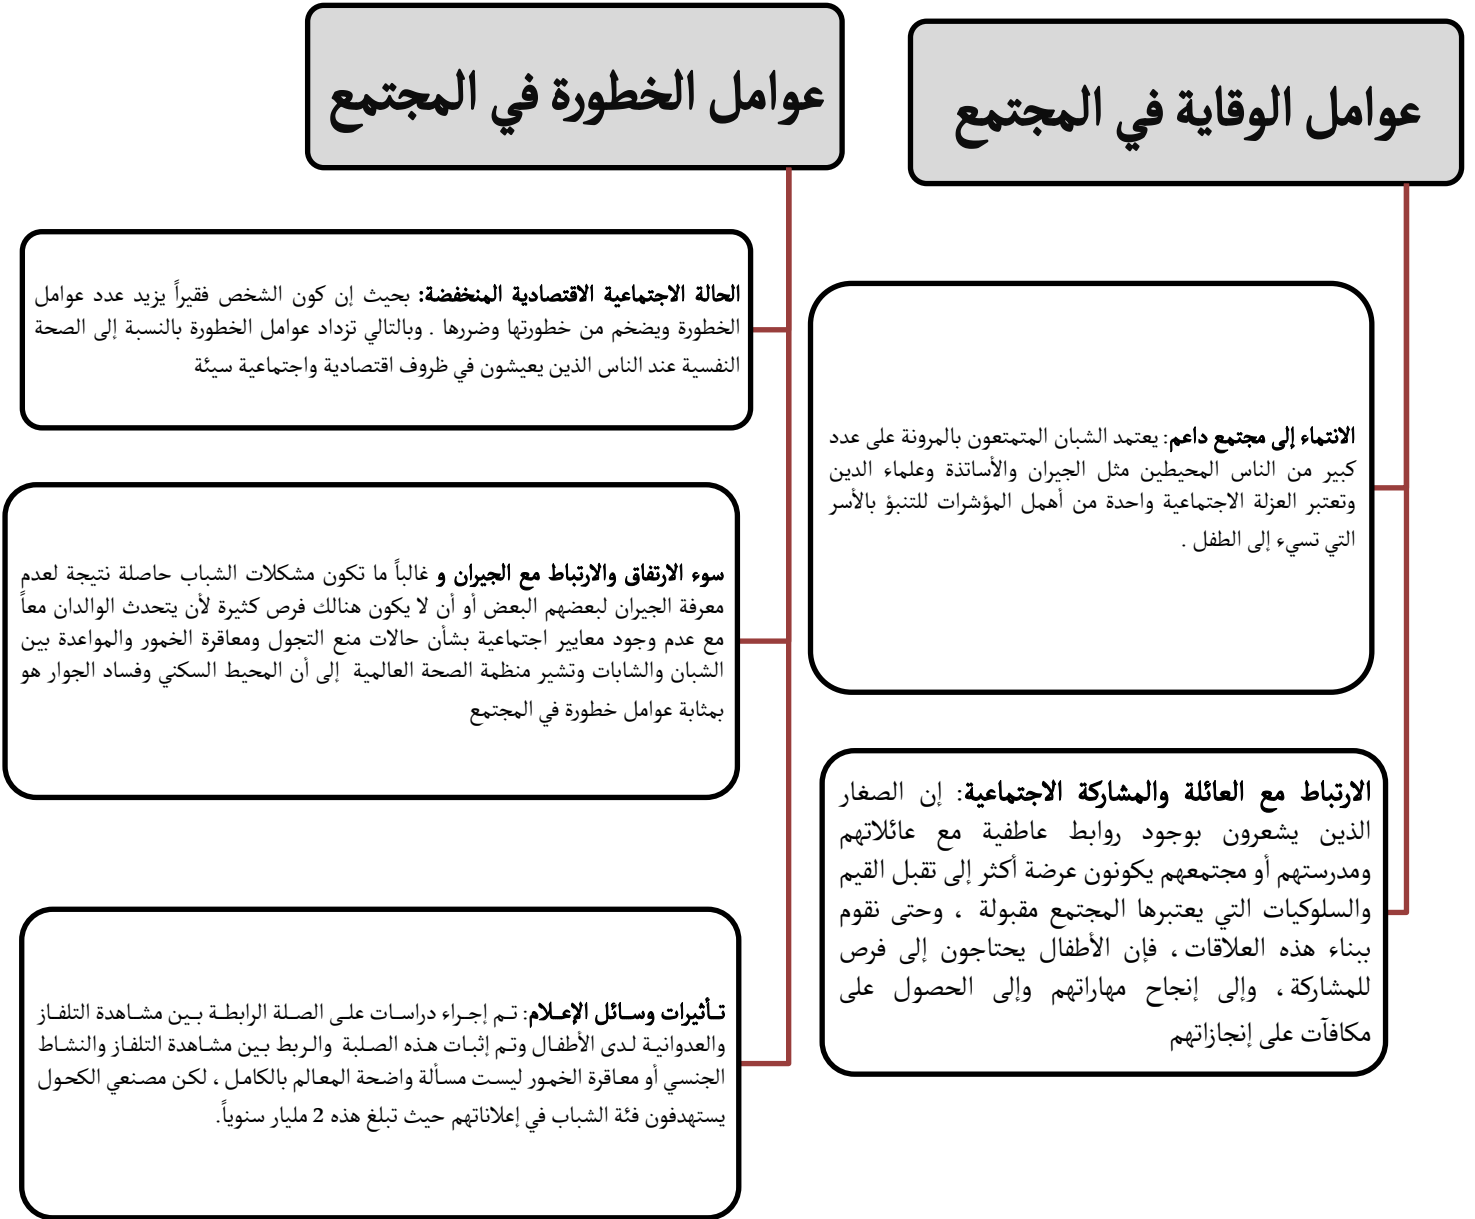 عوامل الوقاية في المجتمع
الانتماء إلى مجتمع داعم: يعتمد الشبان المتمتعون بالمرونة على عدد
كبير من الناس المحيطين مثل الجيران والأساتذة وعلماء الدين
وتعتبر العزلة الاجتماعية واحدة من أهمل المؤشرات للتنبؤ بالأسر
التي تسيء إلى الطفل .
الارتباط مع العائلة والمشاركة الاجتماعية: إن الصغار
الذين يشعرون بوجود روابط عاطفية مع عائلاتهم
ومدرستهم أو مجتمعهم يكونون عرضة أكثر إلى تقبل القيم
والسلوكيات التي يعتبرها المجتمع مقبولة ، وحتى نقوم
ببناء هذه العلاقات ، فإن الأطفال يحتاجون إلى فرص
للمشاركة ، وإلى إنجاح مهاراتهم وإلى الحصول على
مكافآت على إنجازاتهم
عوامل الخطورة في المجتمع
الحالة الاجتماعية الاقتصادية المنخفضة: بحيث إن كون الشخص فقيراً يزيد عدد عوامل
الخطورة ويضخم من خطورتها وضررها . وبالتالي تزداد عوامل الخطورة بالنسبة إلى الصحة
النفسية عند الناس الذين يعيشون في ظروف اقتصادية واجتماعية سيئة
سوء الارتفاق والارتباط مع الجيران و غالباً ما تكون مشكلات الشباب حاصلة نتيجة لعدم
معرفة الجيران لبعضهم البعض أو أن لا يكون هنالك فرص كثيرة لأن يتحدث الوالدان معاً
مع عدم وجود معايير اجتماعية بشأن حالات منع التجول ومعاقرة الخمور والمواعدة بين
الشبان والشابات وتشير منظمة الصحة العالمية إلى أن المحيط السكني وفساد الجوار هو
بمثابة عوامل خطورة في المجتمع
تأثيرات وسائل الإعلام: تم إجراء دراسات على الصلة الرابطة بين مشاهدة التلفاز
والعدوانية لدى الأطفال وتم إثبات هذه الصلبة والربط بين مشاهدة التلفاز والنشاط
الجنسي أو معاقرة الخمور ليست مسألة واضحة المعالم بالكامل ، لكن مصنعي الكحول
يستهدفون فئة الشباب في إعلاناتهم حيث تبلغ هذه 2 مليار سنوياً.